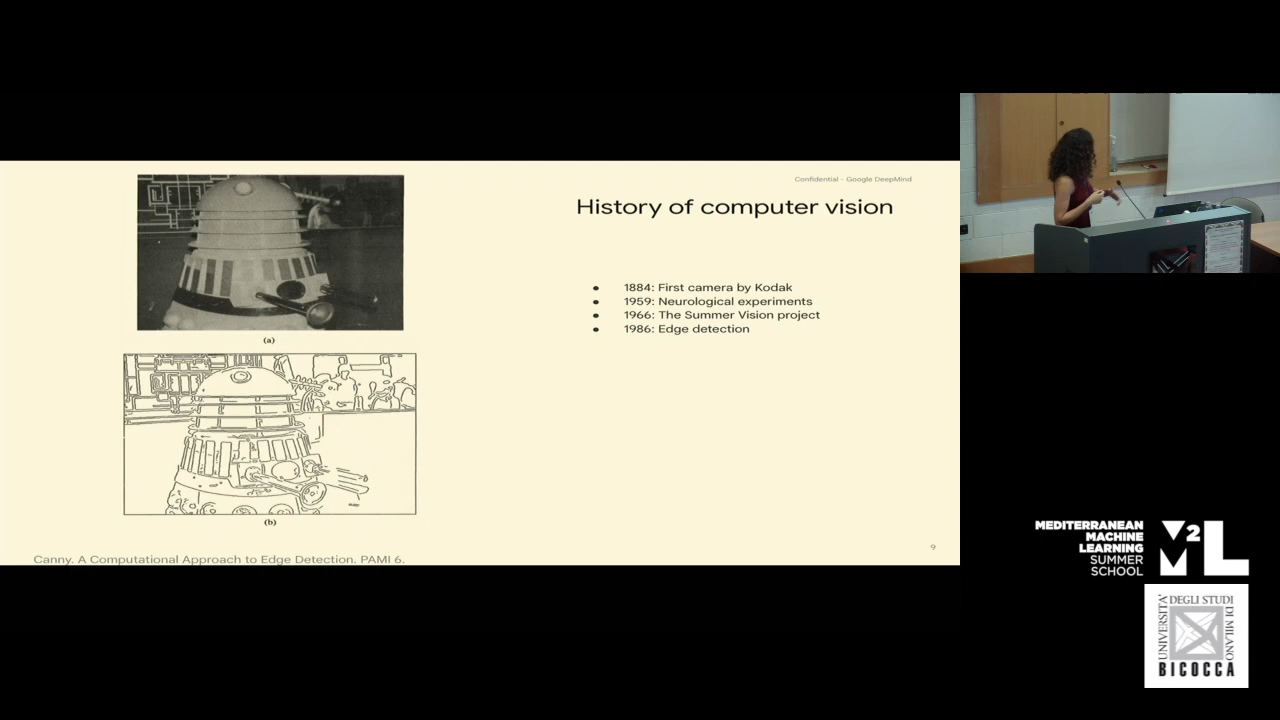 Confidential - Google DeepMind
History of computer vision
● 1884: First camera by Kodak
● 1959: Neurological experiments
● 1966: The Summer Vision project
● 1986: Edge detection
(a)
(b)
Canny. A Computational Approach to Edge Detection. PAMI 6.
9
MEDITERRANEAN
MACHINE
LEARNING
SUMMER
SCHOOL
M2L
UNIVERSITA'
DEGLI STUDI
DI MILANO
BICOCCA